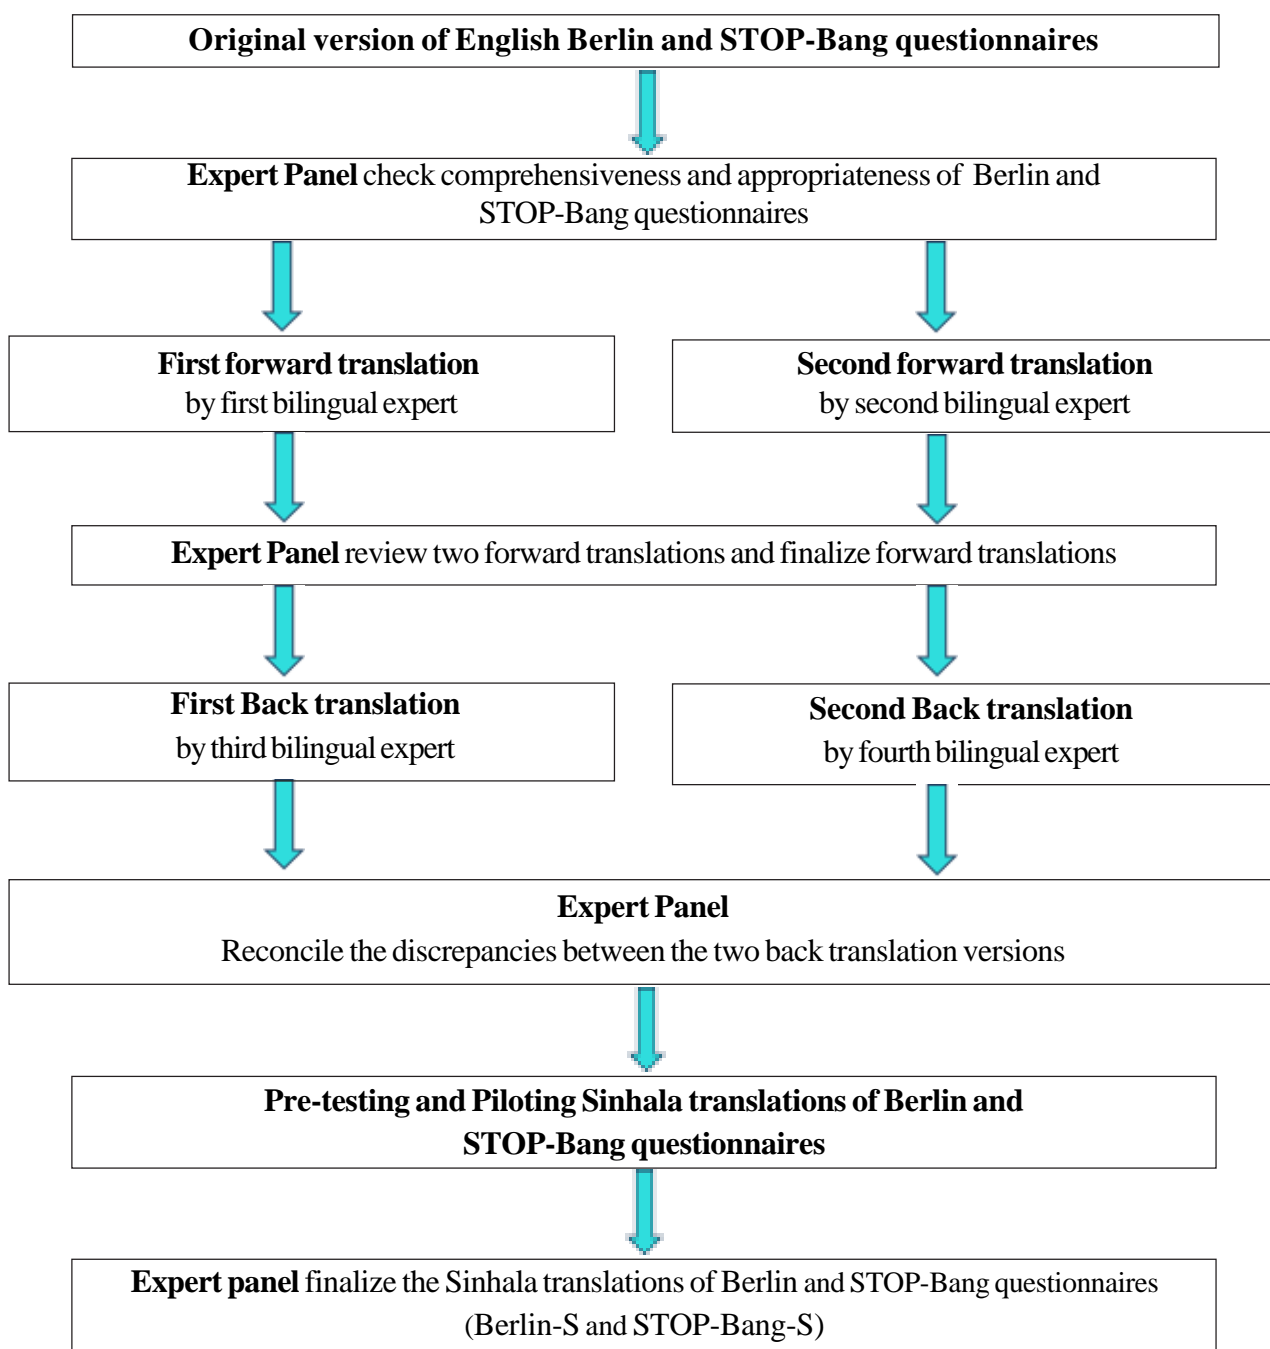 Original version of English Berlin and STOP-Bang questionnaires
Expert Panel check comprehensiveness and appropriateness of Berlin and
STOP-Bang questionnaires
First forward translation
by first bilingual expert
Second forward translation
by second bilingual expert
Expert Panel review two forward translations and finalize forward translations
First Back translation
by third bilingual expert
Second Back translation
by fourth bilingual expert
Expert Panel
Reconcile the discrepancies between the two back translation versions
Pre-testing and Piloting Sinhala translations of Berlin and
STOP-Bang questionnaires
Expert panel finalize the Sinhala translations of Berlin and STOP-Bang questionnaires
(Berlin-S and STOP-Bang-S)